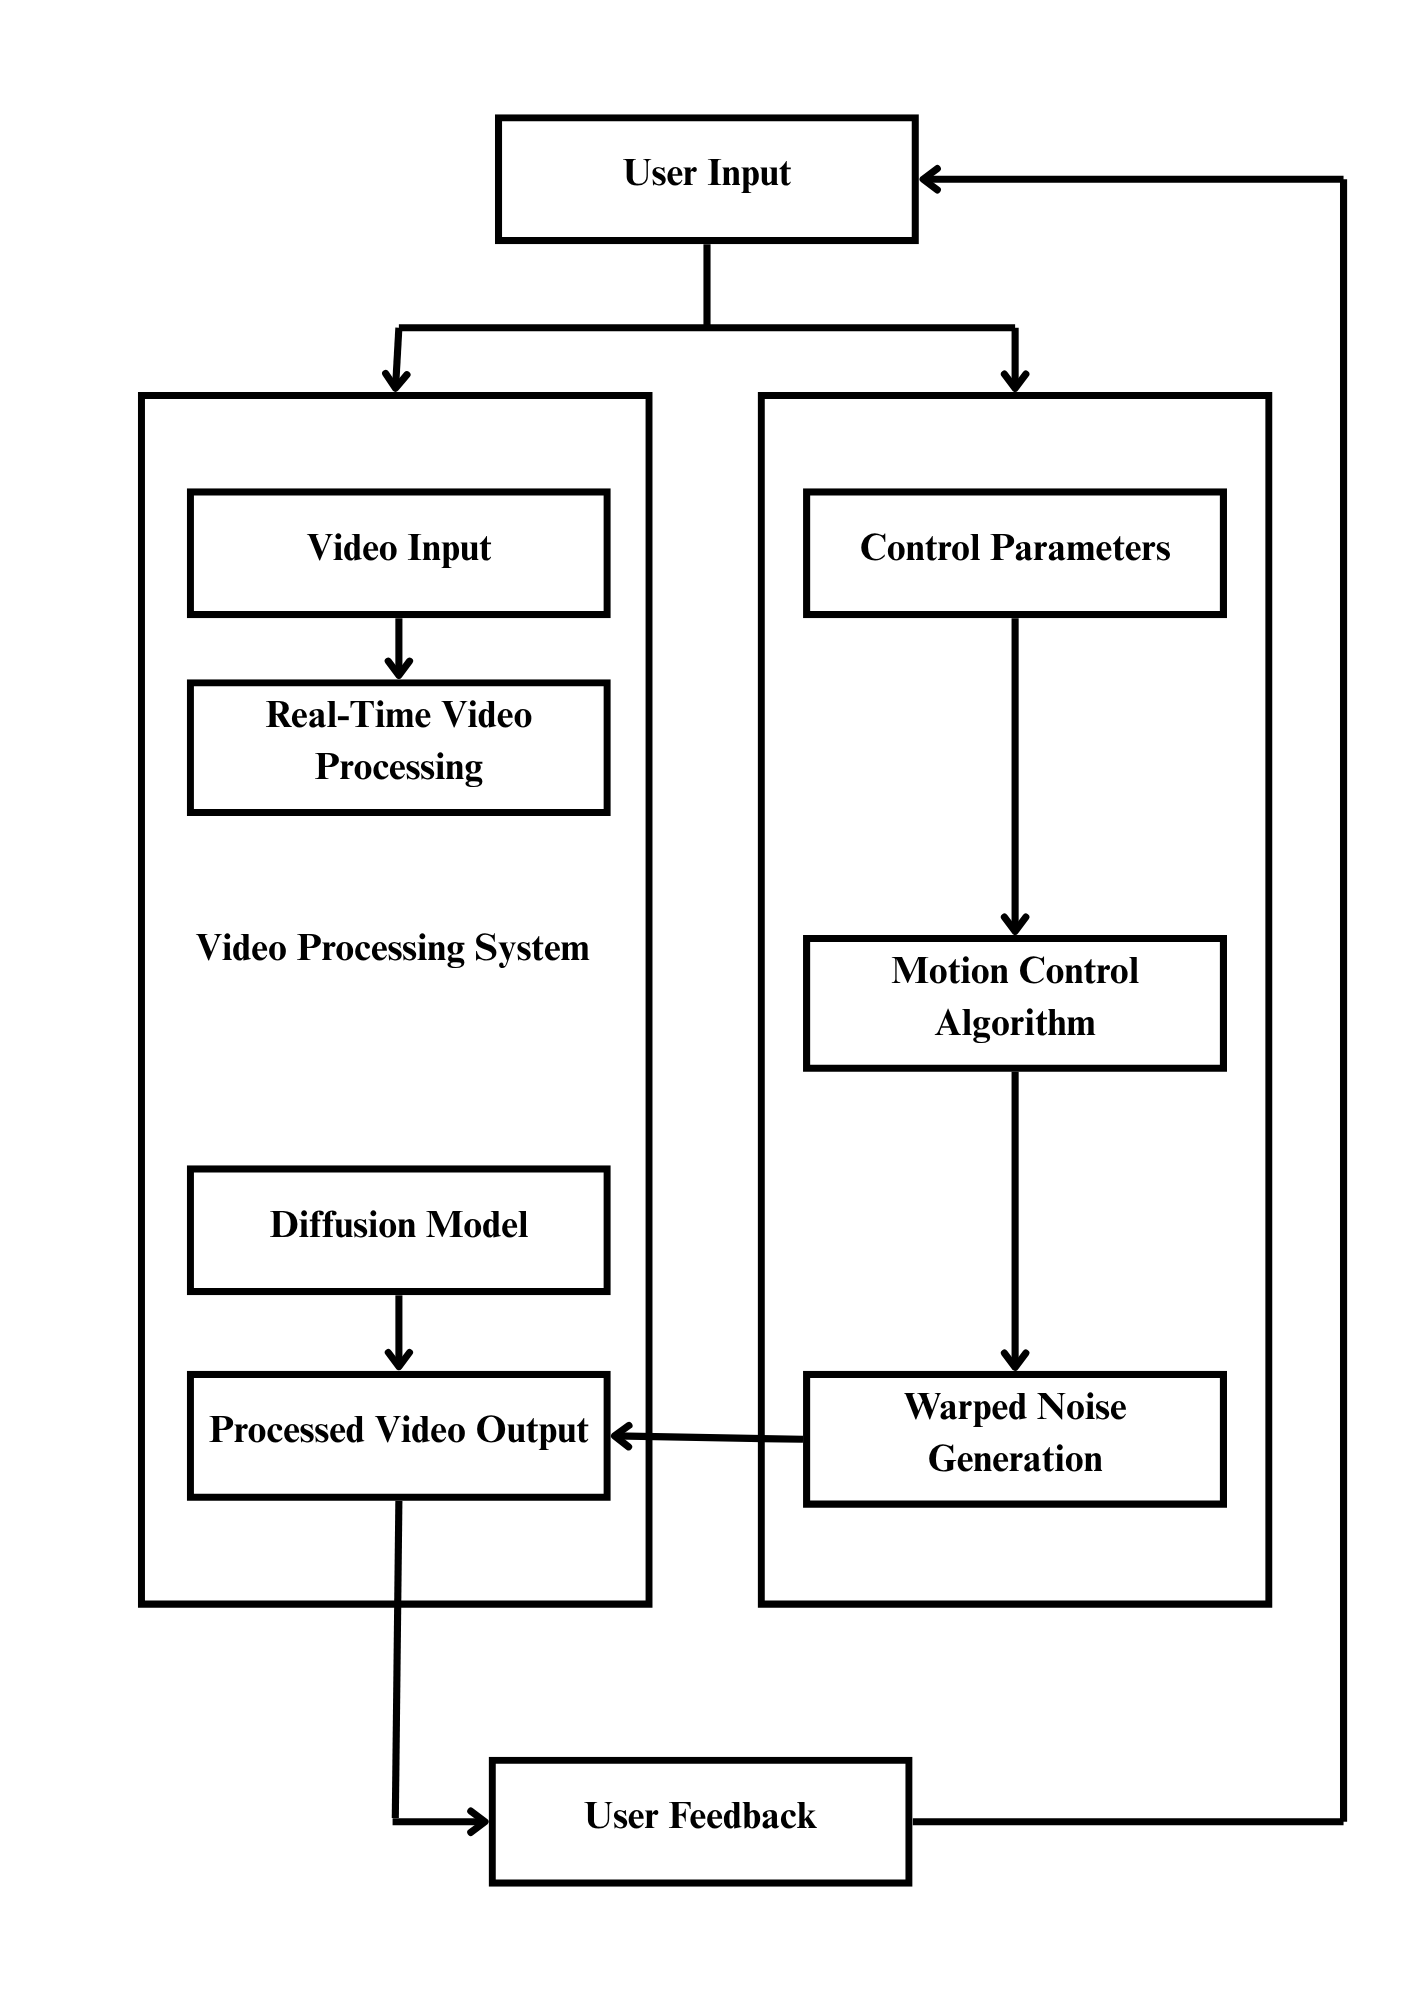 User Input
Video Input
Real-Time Video
Processing
Video Processing System
Diffusion Model
Processed Video Output
Control Parameters
Motion Control
Algorithm
Warped Noise
Generation
User Feedback